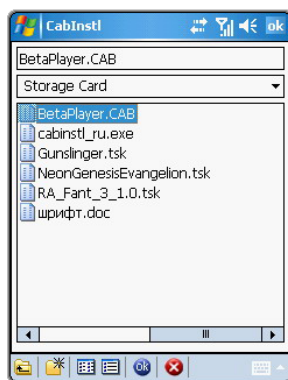 CabInstl
ok
BetaPlayer.CAB
Storage Card
BetaPlayer.CAB
cabinstl_ru.exe
Gunslinger.tsk
NeonGenesisEvangelion.tsk
RA_Fant_3_1.0.tsk
шрифт.doc
ok